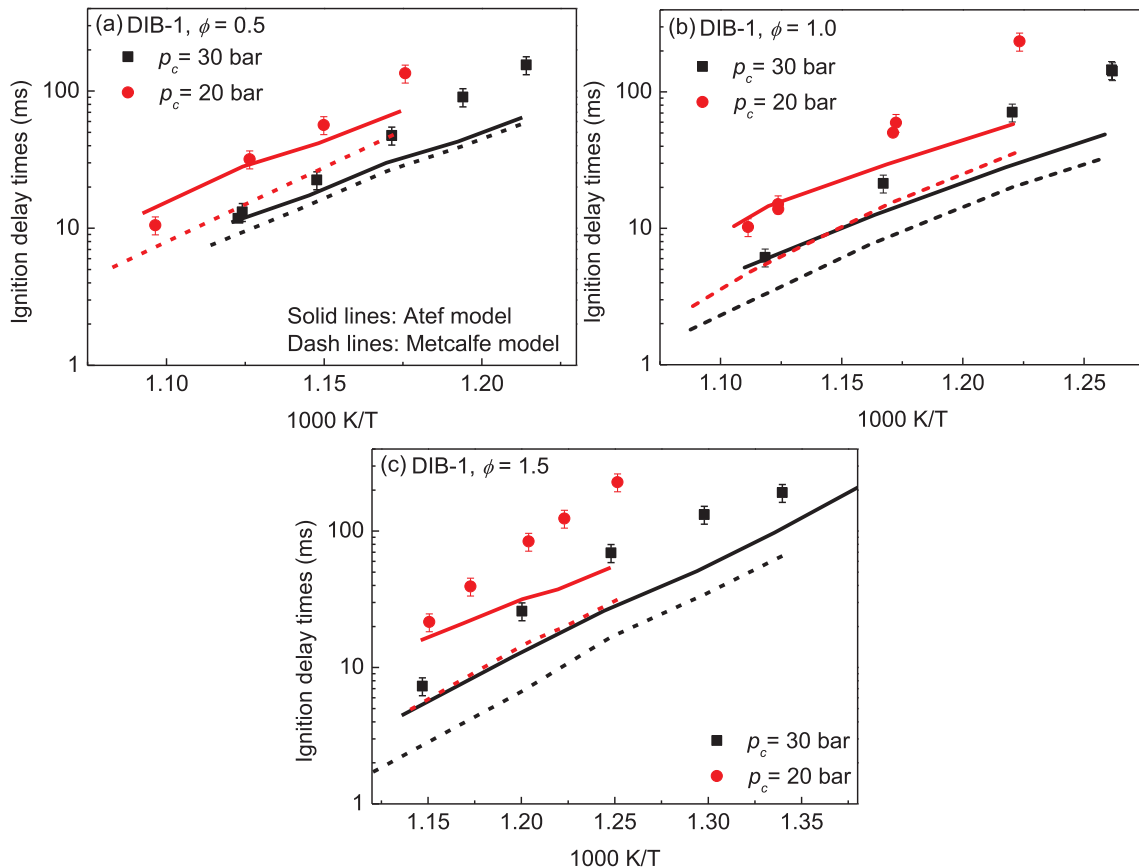 (a) DIB-1, ϕ = 0.5
p_c = 30 bar
p_c = 20 bar
Solid lines: Atef model
Dash lines: Metcalfe model
Ignition delay times (ms)
100
10
1
1.10 1.15 1.20
1000 K/T
(b) DIB-1, ϕ = 1.0
p_c = 30 bar
p_c = 20 bar
Ignition delay times (ms)
100
10
1
1.10 1.15 1.20 1.25
1000 K/T
(c) DIB-1, ϕ = 1.5
p_c = 30 bar
p_c = 20 bar
Ignition delay times (ms)
100
10
1
1.15 1.20 1.25 1.30 1.35
1000 K/T